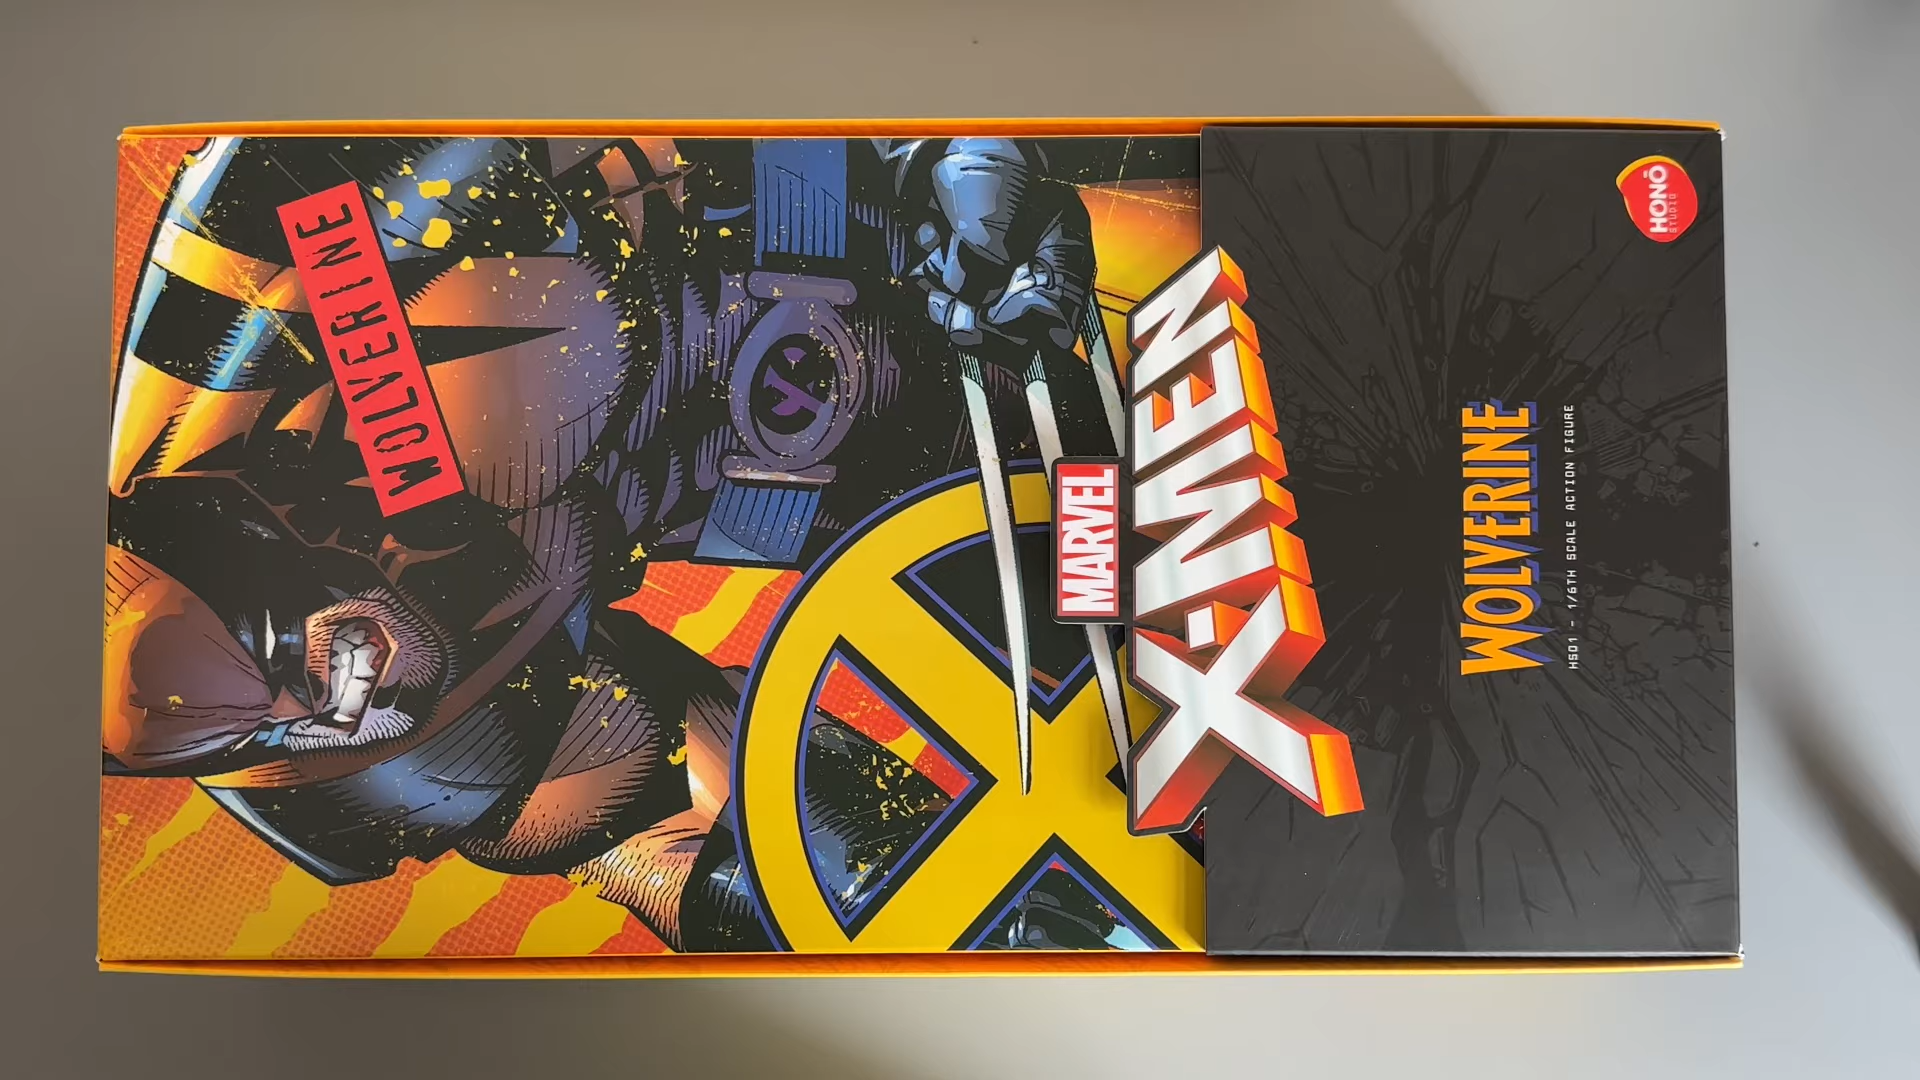 WOLVERINE
MARVEL
X-MEN
WOLVERINE
HS01 - 1/6TH SCALE ACTION FIGURE
HONŌ
STUDIO